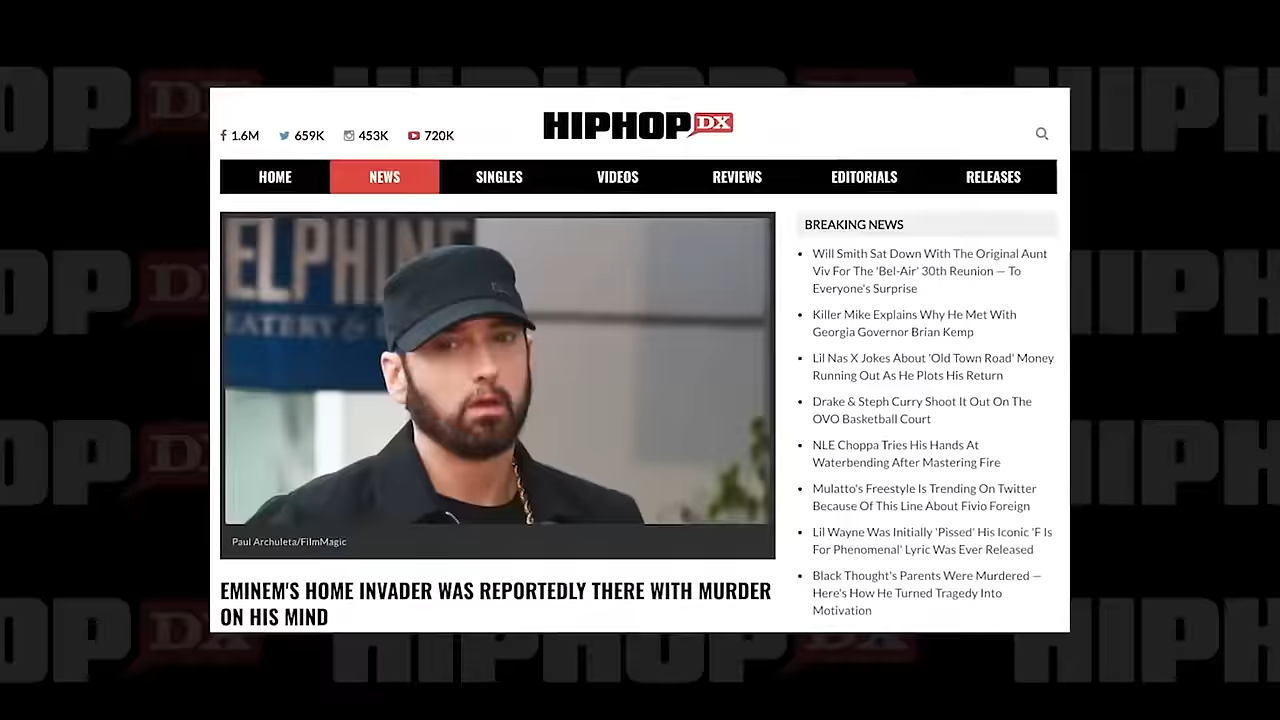 1.6M 659K 453K 720K
HIPHOPDX
HOME NEWS SINGLES VIDEOS REVIEWS EDITORIALS RELEASES
ELPHINE
EATERY &
Paul Archuleta/FilmMagic
EMINEM'S HOME INVADER WAS REPORTEDLY THERE WITH MURDER
ON HIS MIND
BREAKING NEWS
Will Smith Sat Down With The Original Aunt
Viv For The 'Bel-Air' 30th Reunion — To
Everyone's Surprise
Killer Mike Explains Why He Met With
Georgia Governor Brian Kemp
Lil Nas X Jokes About 'Old Town Road' Money
Running Out As He Plots His Return
Drake & Steph Curry Shoot It Out On The
OVO Basketball Court
NLE Choppa Tries His Hands At
Waterbending After Mastering Fire
Mulatto's Freestyle Is Trending On Twitter
Because Of This Line About Fivio Foreign
Lil Wayne Was Initially 'Pissed' His Iconic 'F Is
For Phenomenal' Lyric Was Ever Released
Black Thought's Parents Were Murdered —
Here's How He Turned Tragedy Into
Motivation